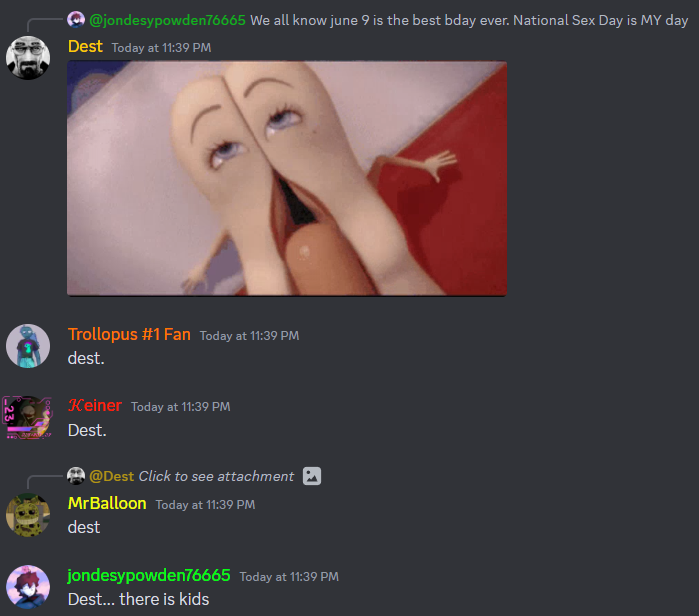 @jondesypowden76665 We all know june 9 is the best bday ever. National Sex Day is MY day
Dest Today at 11:39 PM
Trollopus #1 Fan Today at 11:39 PM
dest.
𝒦einer Today at 11:39 PM
Dest.
@Dest Click to see attachment
MrBalloon Today at 11:39 PM
dest
jondesypowden76665 Today at 11:39 PM
Dest... there is kids